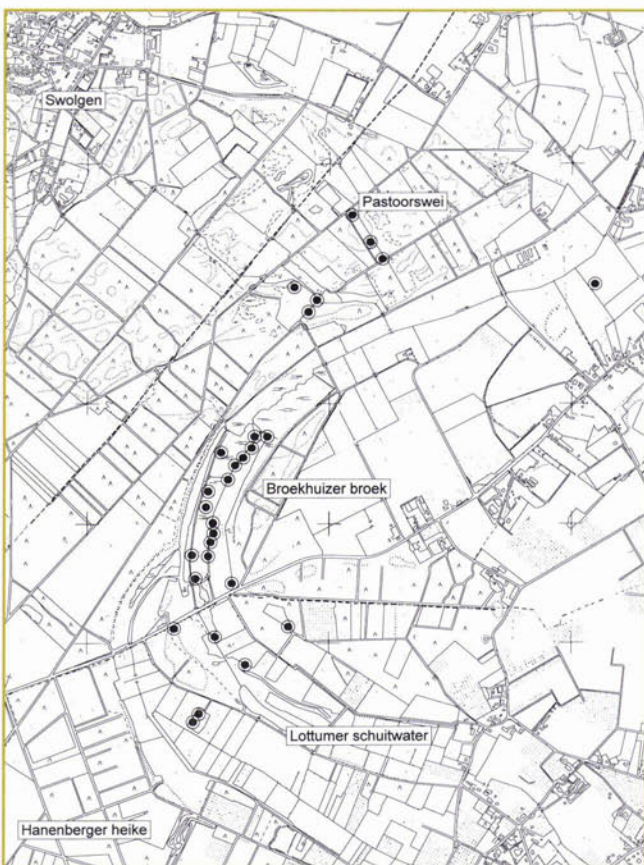 Swolgen
Pastoorswei
Broekhuizer broek
Lottumer schuitwater
Hanenberger heike